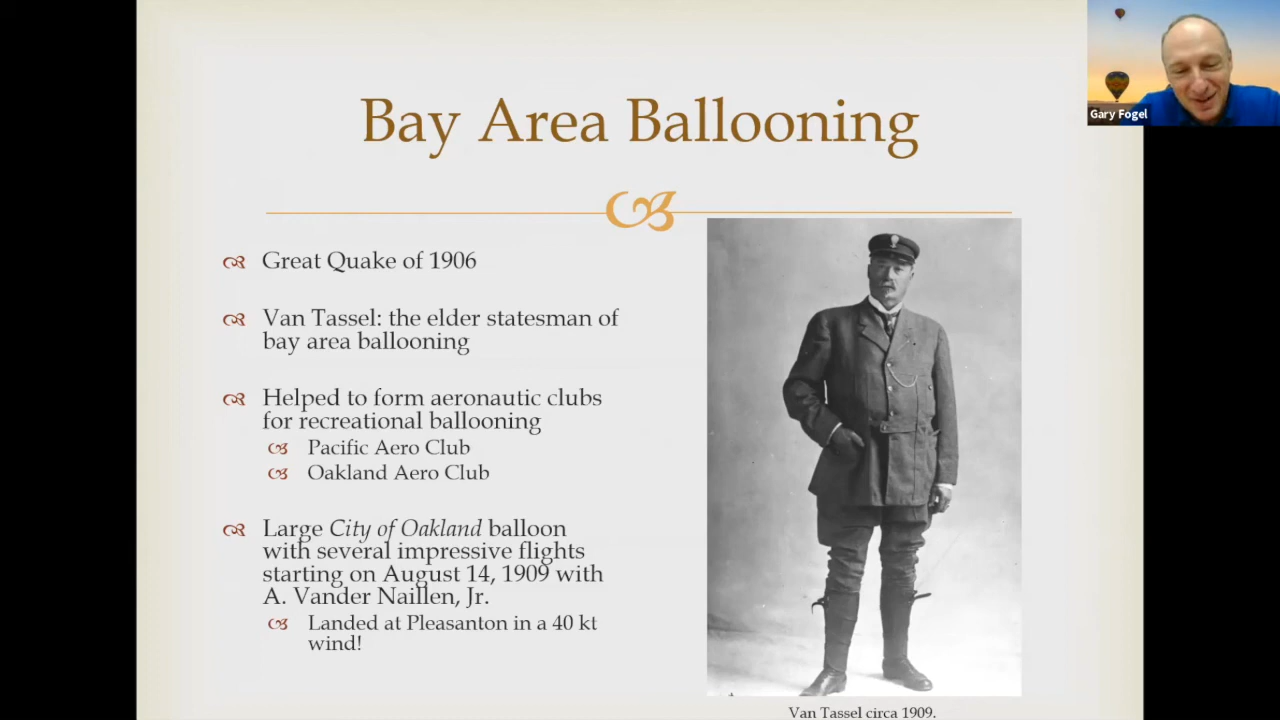 Bay Area Ballooning
Gary Fogel
Great Quake of 1906
Van Tassel: the elder statesman of
bay area ballooning
Helped to form aeronautic clubs
for recreational ballooning
Pacific Aero Club
Oakland Aero Club
Large City of Oakland balloon
with several impressive flights
starting on August 14, 1909 with
A. Vander Naillen, Jr.
Landed at Pleasanton in a 40 kt
wind!
Van Tassel circa 1909.